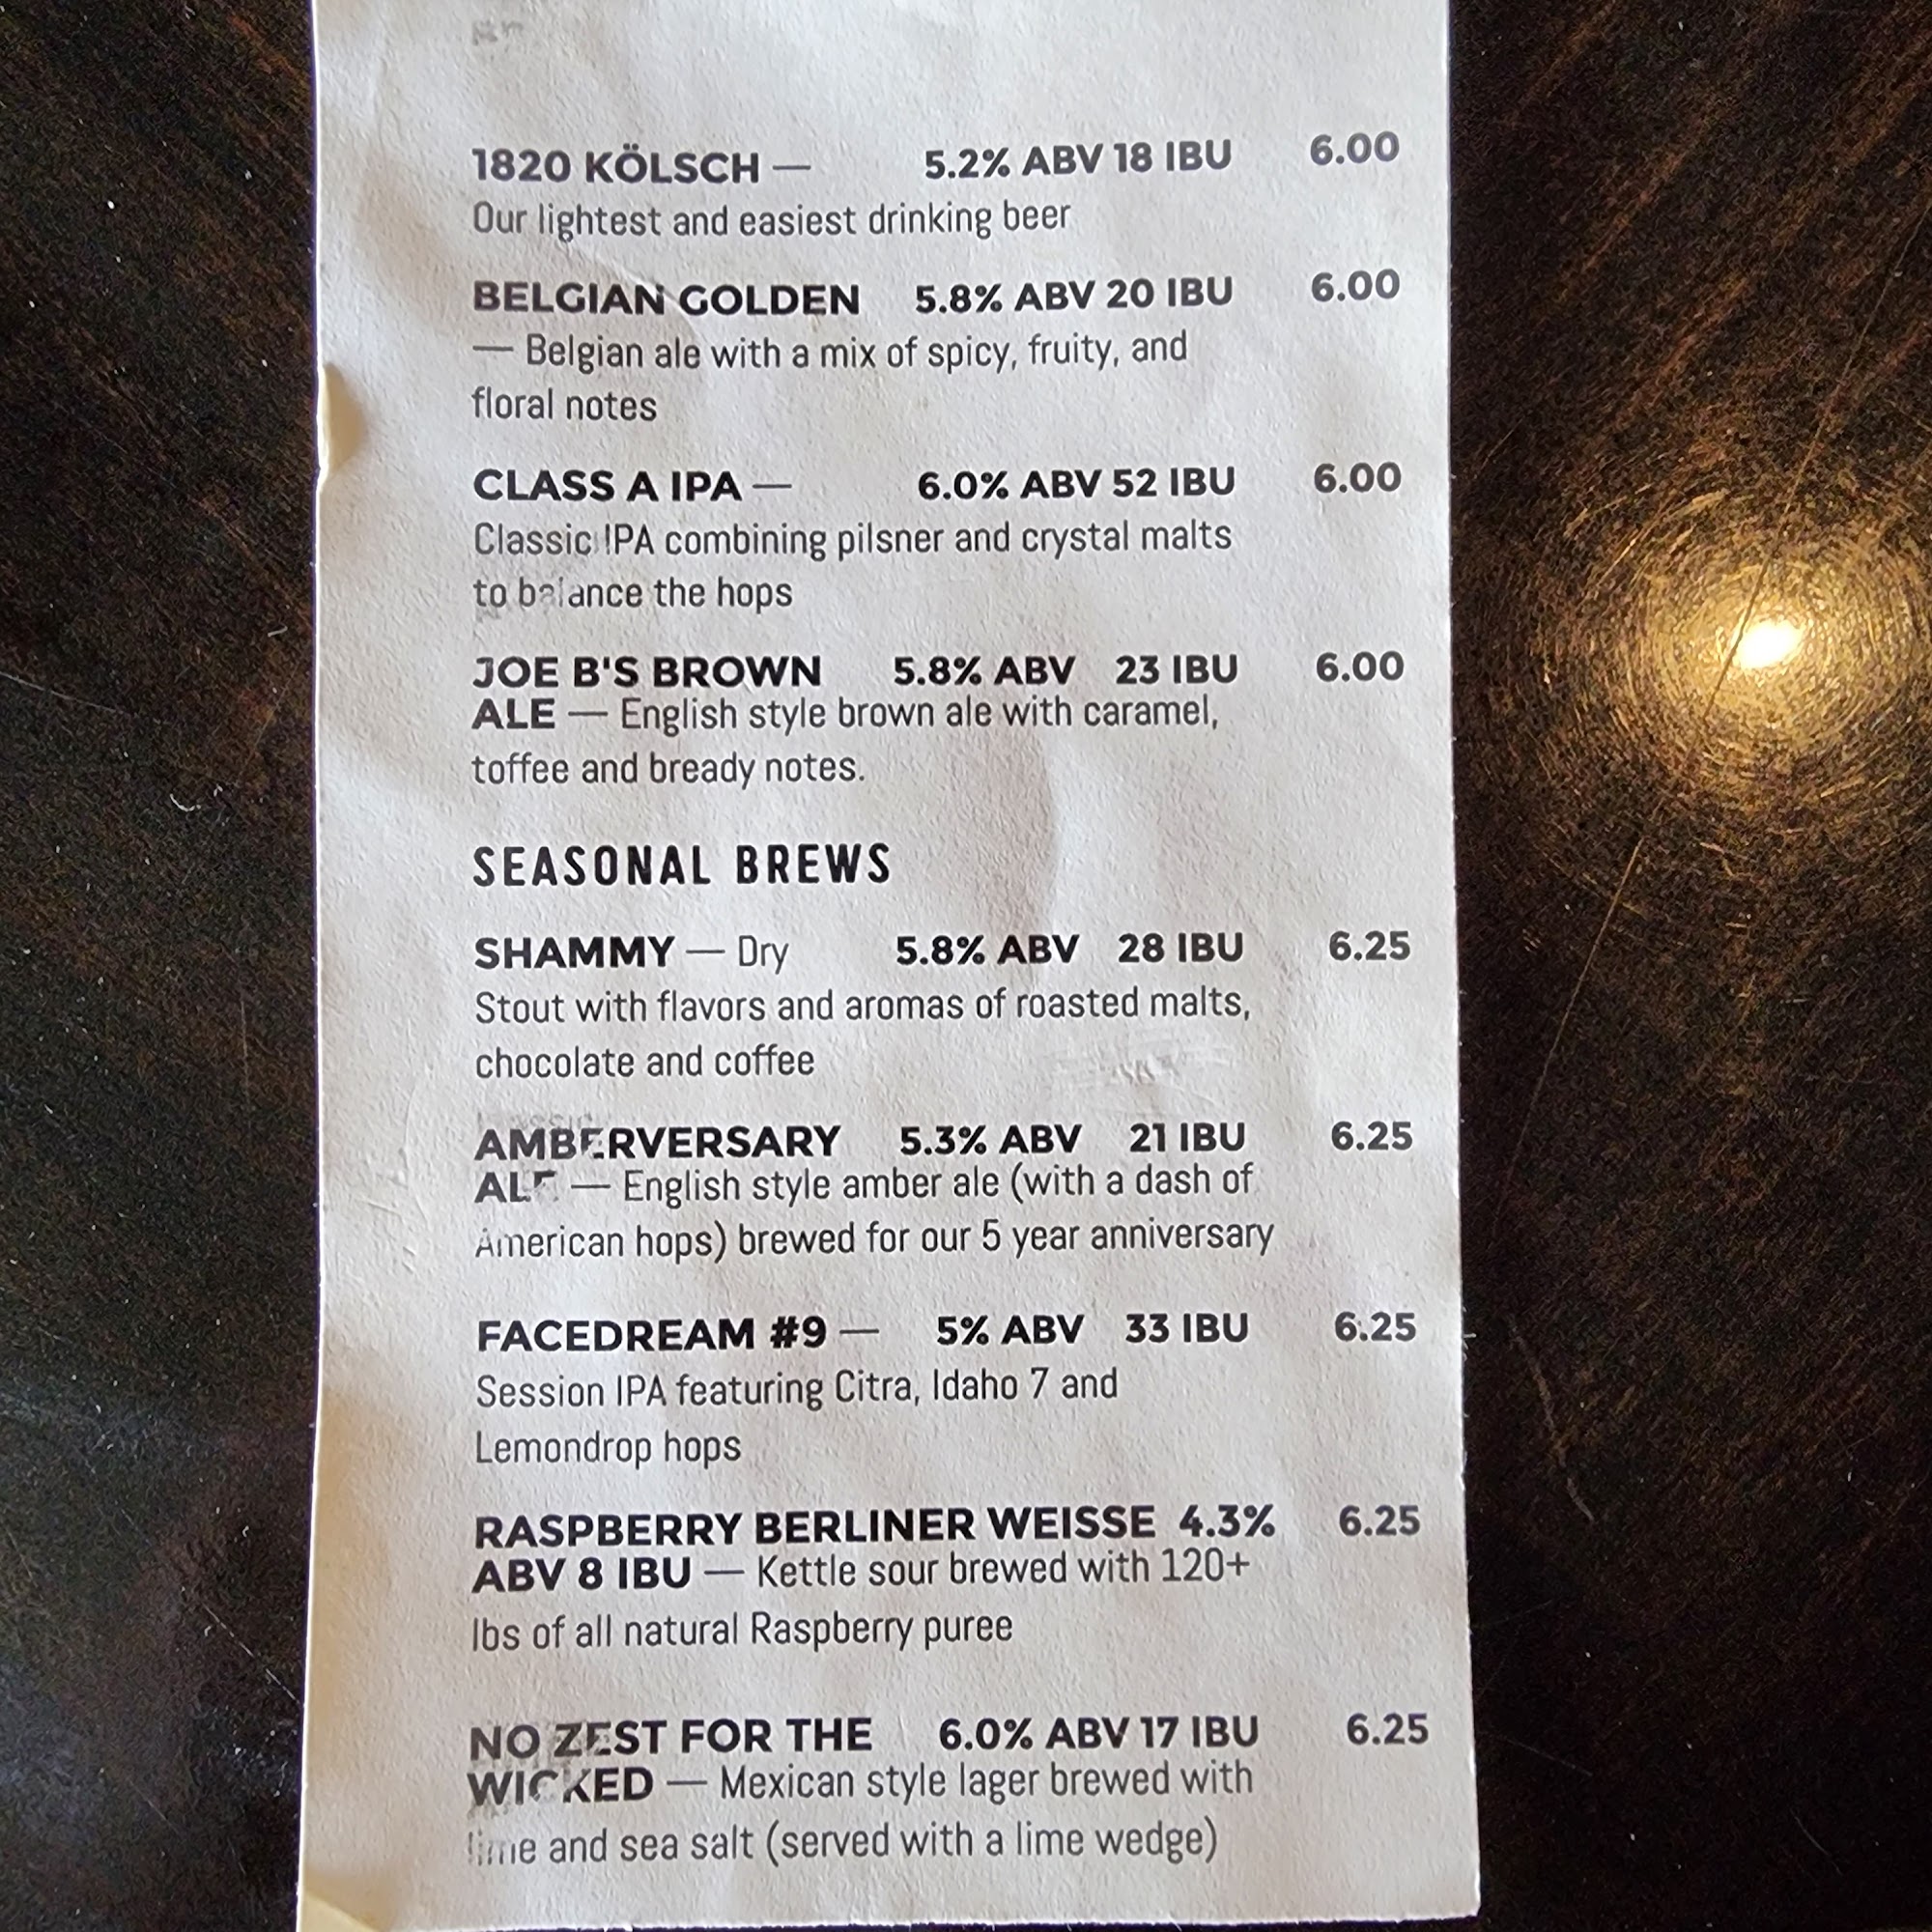 1820 KÖLSCH — 5.2% ABV 18 IBU 6.00
Our lightest and easiest drinking beer
BELGIAN GOLDEN 5.8% ABV 20 IBU 6.00
— Belgian ale with a mix of spicy, fruity, and
floral notes
CLASS A IPA — 6.0% ABV 52 IBU 6.00
Classic IPA combining pilsner and crystal malts
to balance the hops
JOE B'S BROWN 5.8% ABV 23 IBU 6.00
ALE — English style brown ale with caramel,
toffee and bready notes.
SEASONAL BREWS
SHAMMY — Dry 5.8% ABV 28 IBU 6.25
Stout with flavors and aromas of roasted malts,
chocolate and coffee
AMBERVERSARY 5.3% ABV 21 IBU 6.25
ALE — English style amber ale (with a dash of
American hops) brewed for our 5 year anniversary
FACEDREAM #9 — 5% ABV 33 IBU 6.25
Session IPA featuring Citra, Idaho 7 and
Lemondrop hops
RASPBERRY BERLINER WEISSE 4.3% 6.25
ABV 8 IBU — Kettle sour brewed with 120+
lbs of all natural Raspberry puree
NO ZEST FOR THE 6.0% ABV 17 IBU 6.25
WICKED — Mexican style lager brewed with
lime and sea salt (served with a lime wedge)